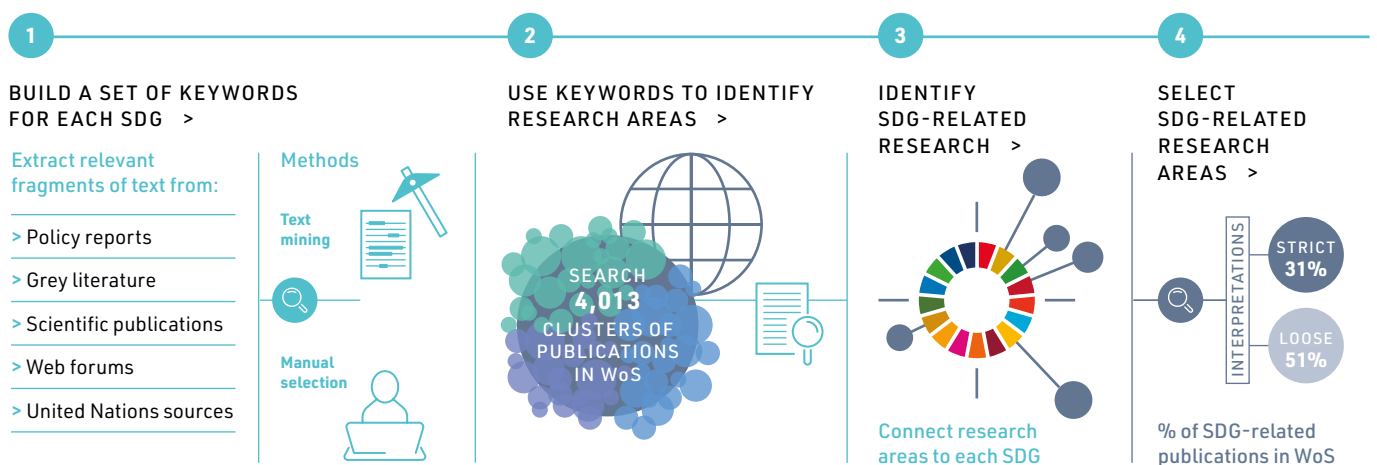 1
BUILD A SET OF KEYWORDS
FOR EACH SDG >
Extract relevant
fragments of text from:
> Policy reports
> Grey literature
> Scientific publications
> Web forums
> United Nations sources
Methods
Text
mining
Manual
selection
2
USE KEYWORDS TO IDENTIFY
RESEARCH AREAS >
SEARCH
4,013
CLUSTERS OF
PUBLICATIONS
IN WoS
3
IDENTIFY
SDG-RELATED
RESEARCH >
Connect research
areas to each SDG
4
SELECT
SDG-RELATED
RESEARCH
AREAS >
INTERPRETATIONS
STRICT
31%
LOOSE
51%
% of SDG-related
publications in WoS